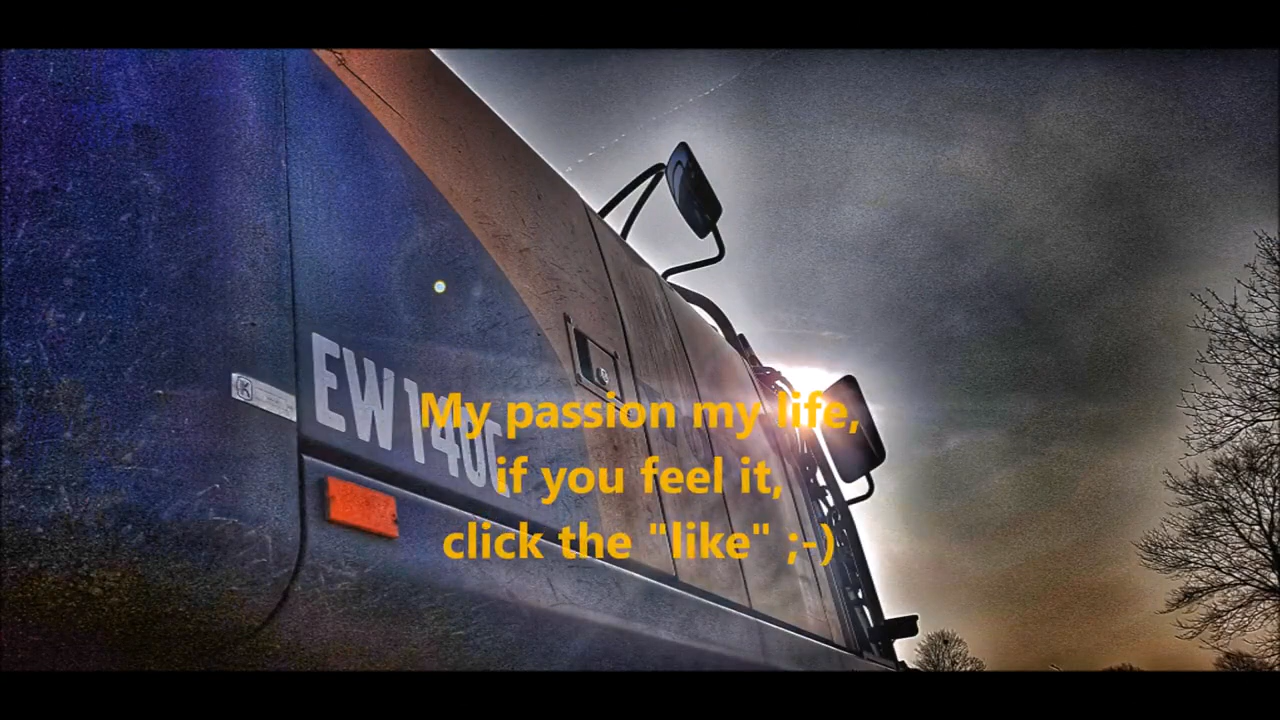 EW140C
My passion my life,
if you feel it,
click the "like" ;-)